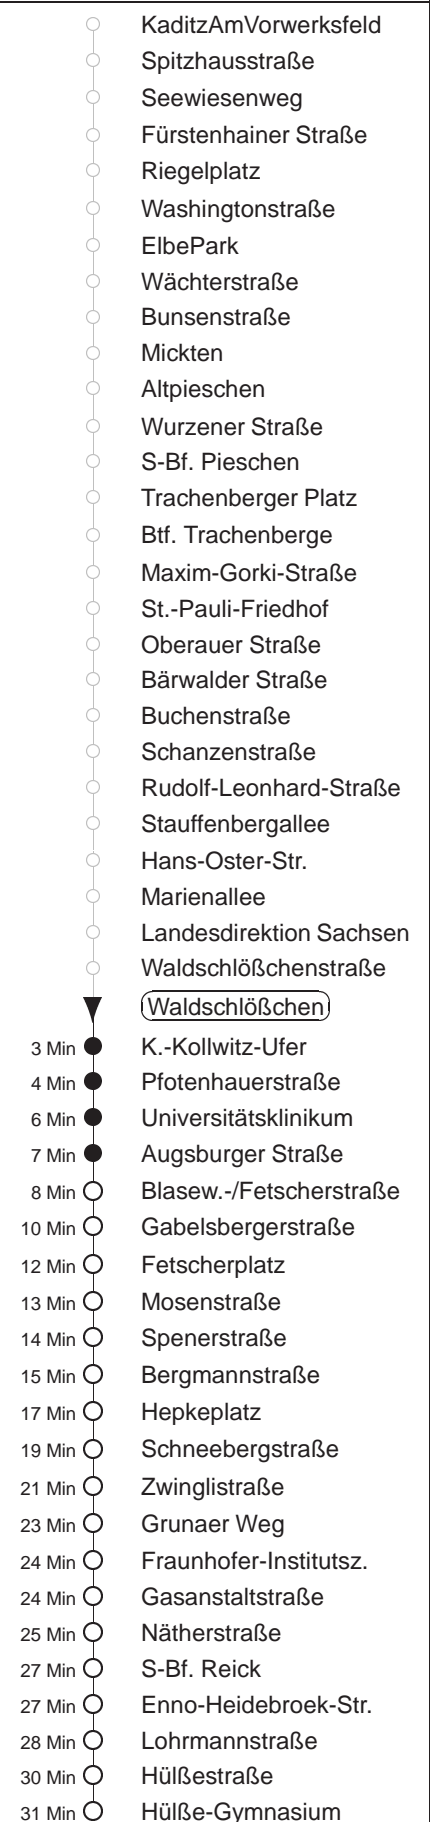 KaditzAmVorwerksfeld
Spitzhausstraße
Seewiesenweg
Fürstenhainer Straße
Riegelplatz
Washingtonstraße
ElbePark
Wächterstraße
Bunsenstraße
Mickten
Altpieschen
Wurzener Straße
S-Bf. Pieschen
Trachenberger Platz
Btf. Trachenberge
Maxim-Gorki-Straße
St.-Pauli-Friedhof
Oberauer Straße
Bärwalder Straße
Buchenstraße
Schanzenstraße
Rudolf-Leonhard-Straße
Stauffenbergallee
Hans-Oster-Str.
Marienallee
Landesdirektion Sachsen
Waldschlößchenstraße
Waldschlößchen
3 Min K.-Kollwitz-Ufer
4 Min Pfotenhauerstraße
6 Min Universitätsklinikum
7 Min Augsburger Straße
8 Min Blasew.-/Fetscherstraße
10 Min Gabelsbergerstraße
12 Min Fetscherplatz
13 Min Mosenstraße
14 Min Spenerstraße
15 Min Bergmannstraße
17 Min Hepkeplatz
19 Min Schneebergstraße
21 Min Zwinglistraße
23 Min Grunaer Weg
24 Min Fraunhofer-Institutsz.
24 Min Gasanstaltstraße
25 Min Nätherstraße
27 Min S-Bf. Reick
27 Min Enno-Heidebroek-Str.
28 Min Lohrmannstraße
30 Min Hülßestraße
31 Min Hülße-Gymnasium